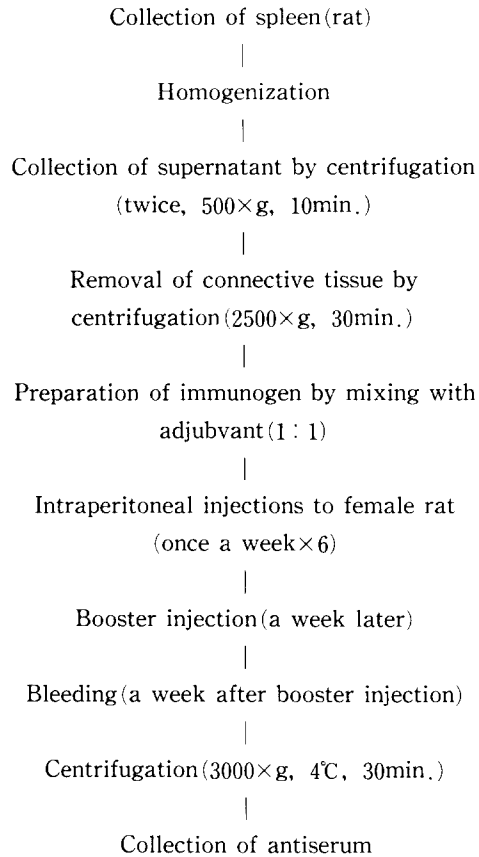 Collection of spleen(rat)
Homogenization
Collection of supernatant by centrifugation
(twice, 500×g, 10min.)
Removal of connective tissue by
centrifugation(2500×g, 30min.)
Preparation of immunogen by mixing with
adjubvant(1 : 1)
Intraperitoneal injections to female rat
(once a week×6)
Booster injection(a week later)
Bleeding(a week after booster injection)
Centrifugation(3000×g, 4℃, 30min.)
Collection of antiserum